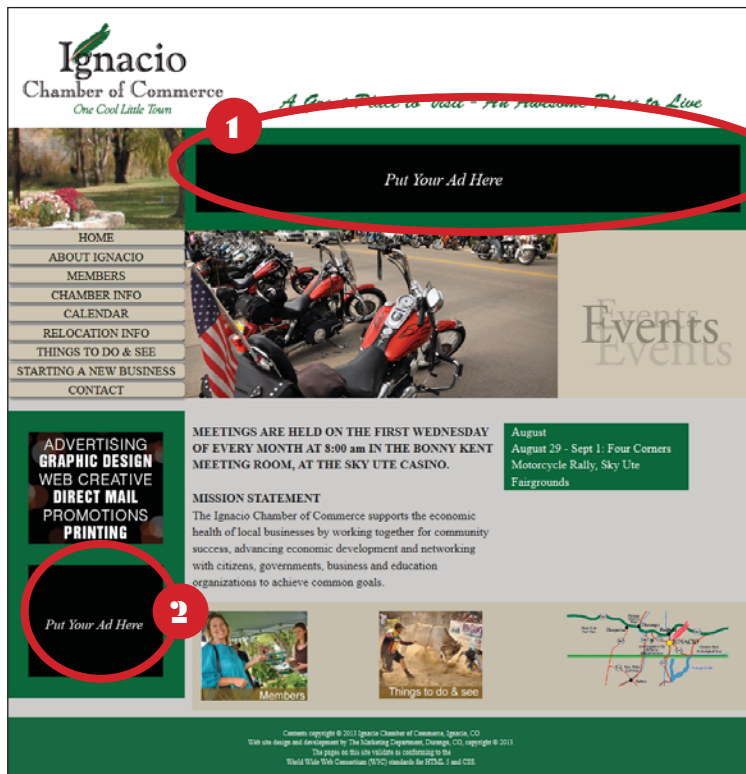 Ignacio
Chamber of Commerce
One Cool Little Town
A Great Place to Visit - An Awesome Place to Live
1
Put Your Ad Here
HOME
ABOUT IGNACIO
MEMBERS
CHAMBER INFO
CALENDAR
RELOCATION INFO
THINGS TO DO & SEE
STARTING A NEW BUSINESS
CONTACT
Events
Events
Events
ADVERTISING
GRAPHIC DESIGN
WEB CREATIVE
DIRECT MAIL
PROMOTIONS
PRINTING
Put Your Ad Here
2
MEETINGS ARE HELD ON THE FIRST WEDNESDAY
OF EVERY MONTH AT 8:00 am IN THE BONNY KENT
MEETING ROOM, AT THE SKY UTE CASINO.
MISSION STATEMENT
The Ignacio Chamber of Commerce supports the economic
health of local businesses by working together for community
success, advancing economic development and networking
with citizens, governments, business and education
organizations to achieve common goals.
August
August 29 - Sept 1: Four Corners
Motorcycle Rally, Sky Ute
Fairgrounds
Members
Things to do & see
Durango
IGNACIO
Contents copyright © 2013 Ignacio Chamber of Commerce, Ignacio, CO
Web site design and development by The Marketing Department, Durango, CO, copyright © 2013.
The pages on this site validate as conforming to the
World Wide Web Consortium (W3C) standards for HTML 5 and CSS.